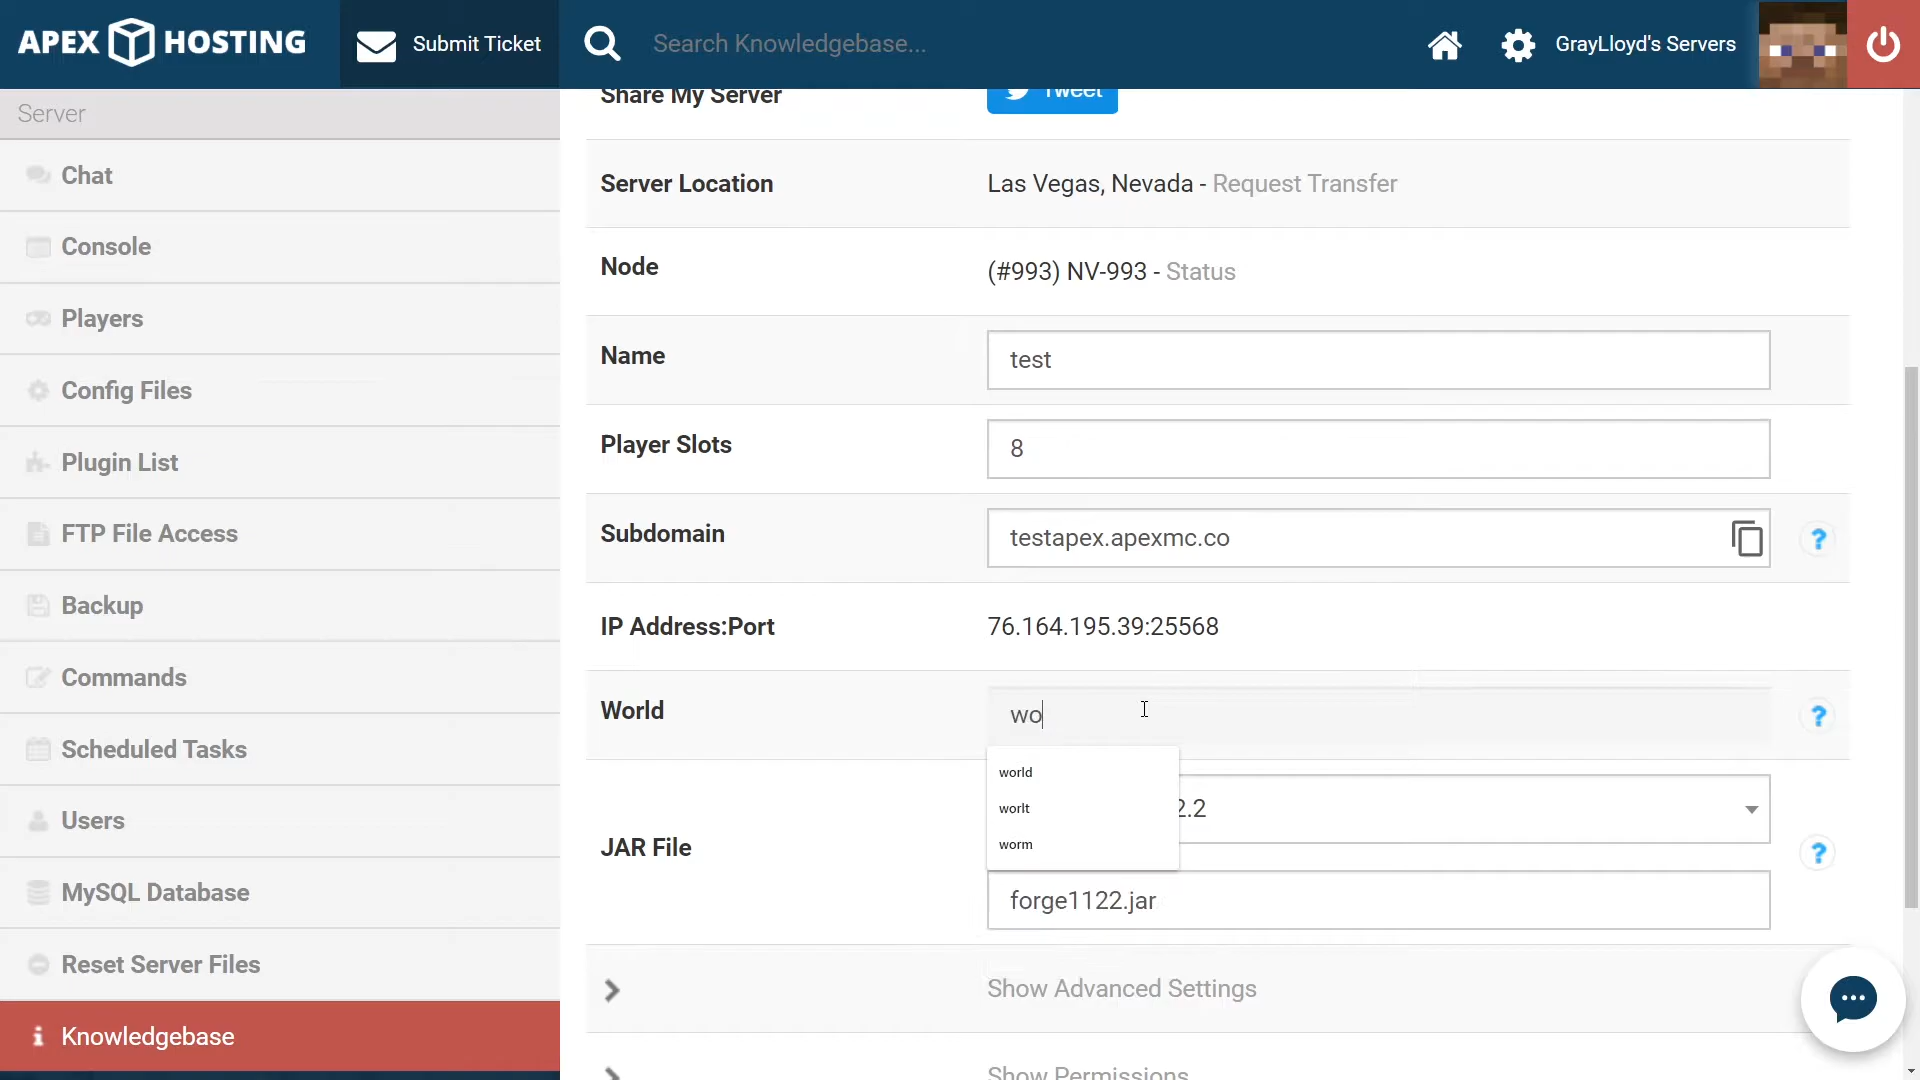 APEX HOSTING
Submit Ticket
Search Knowledgebase...
GrayLloyd's Servers
Server
Chat
Console
Players
Config Files
Plugin List
FTP File Access
Backup
Commands
Scheduled Tasks
Users
MySQL Database
Reset Server Files
Knowledgebase
Share My Server
Tweet
Server Location
Las Vegas, Nevada - Request Transfer
Node
(#993) NV-993 - Status
Name
test
Player Slots
8
Subdomain
testapex.apexmc.co
?
IP Address:Port
76.164.195.39:25568
World
wo
?
world
worlt
worm
JAR File
2.2
?
forge1122.jar
Show Advanced Settings
Show Permissions